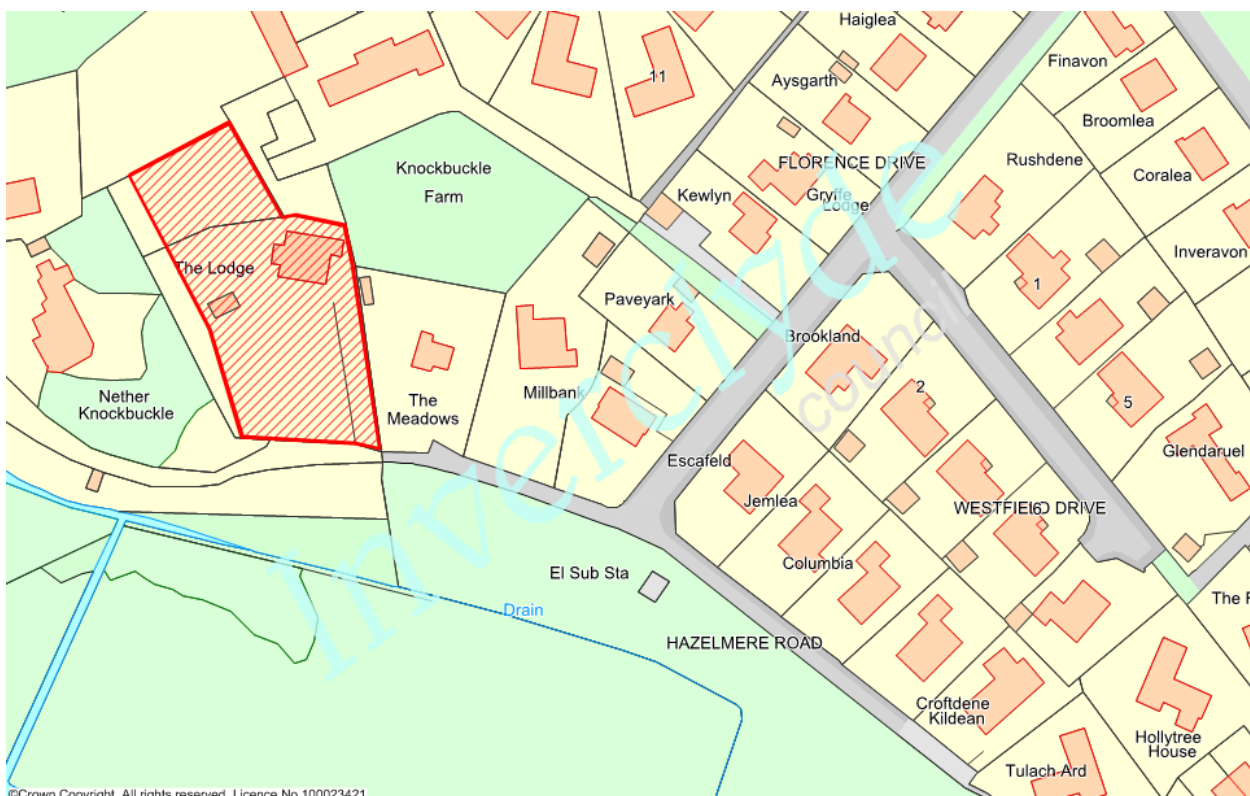 Haiglea
Finavon
11
Aysgarth
Broomlea
FLORENCE DRIVE
Rushdene
Knockbuckle
Farm
Coralea
Kewlyn
Gryffe
Lodge
Inveravon
The Lodge
1
Paveyark
Brookland
2
Nether
Knockbuckle
The
Meadows
Millbank
5
Escafeld
Glendaruel
Jemlea
WESTFIELD DRIVE
16
Columbia
El Sub Sta
Drain
The F
HAZELMERE ROAD
Croftdene
Kildean
Hollytree
House
Tulach Ard
Inverclyde
council
©Crown Copyright. All rights reserved. Licence No 100023421